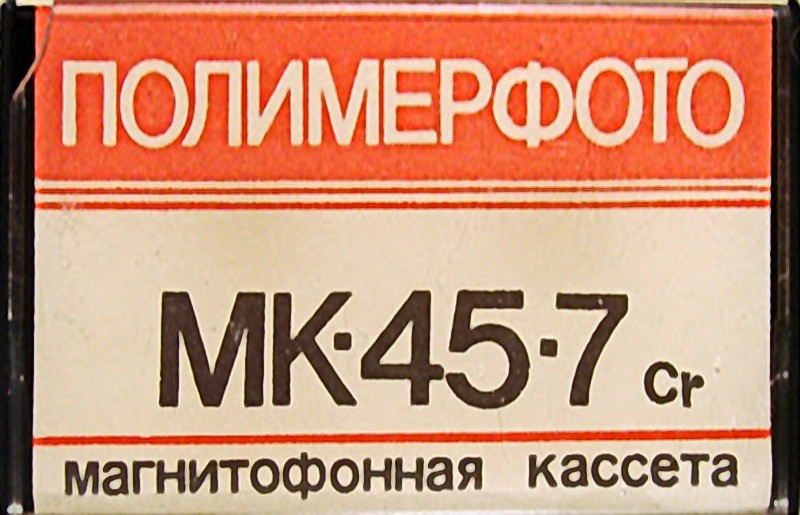 ПОЛИМЕРФОТО
МК·45·7 Cr
магнитофонная кассета